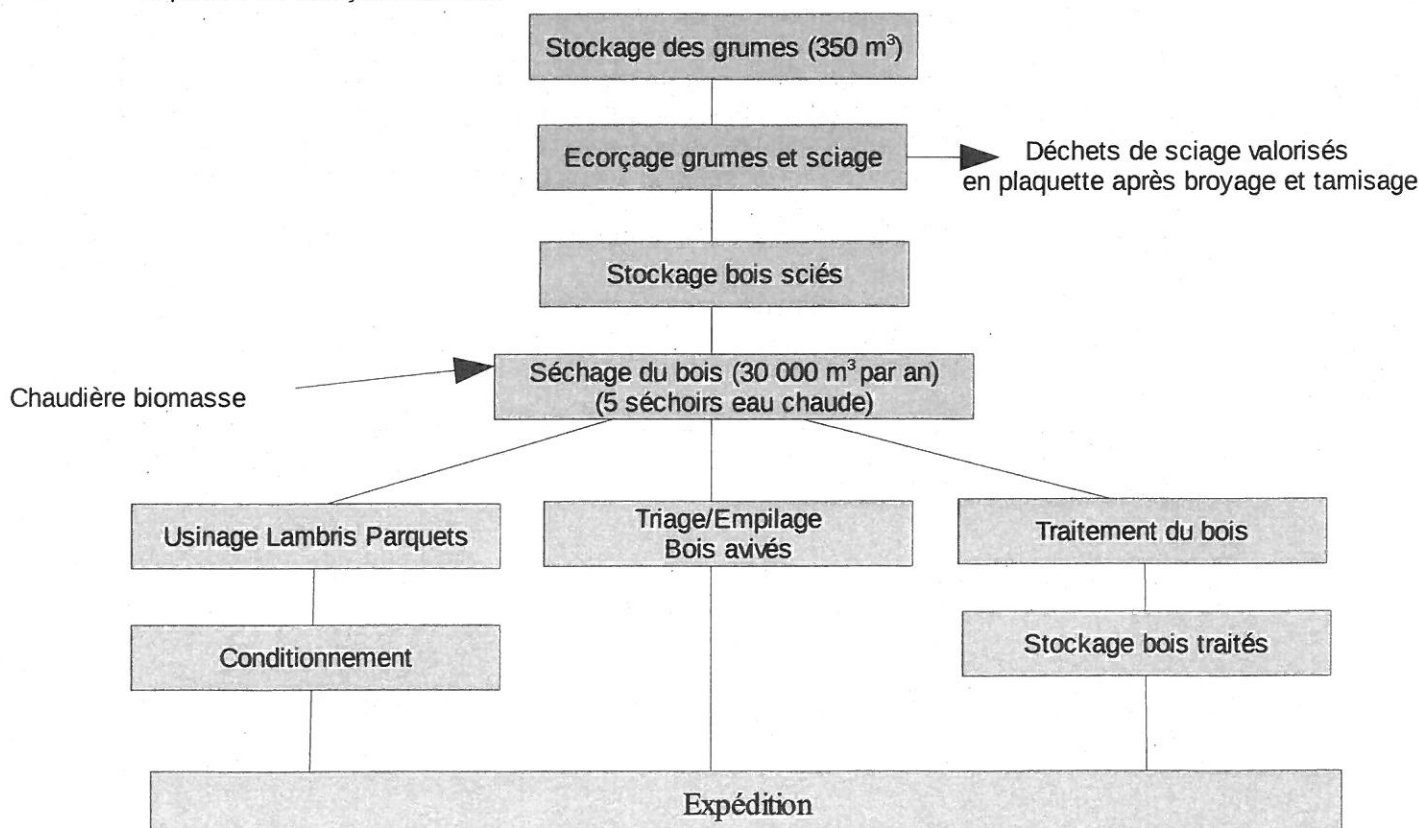 Stockage des grumes (350 m³)
Ecorçage grumes et sciage
Déchets de sciage valorisés
en plaquette après broyage et tamisage
Stockage bois sciés
Chaudière biomasse
Séchage du bois (30 000 m³ par an)
(5 séchoirs eau chaude)
Usinage Lambris Parquets
Triage/Empilage
Bois avivés
Traitement du bois
Conditionnement
Stockage bois traités
Expédition